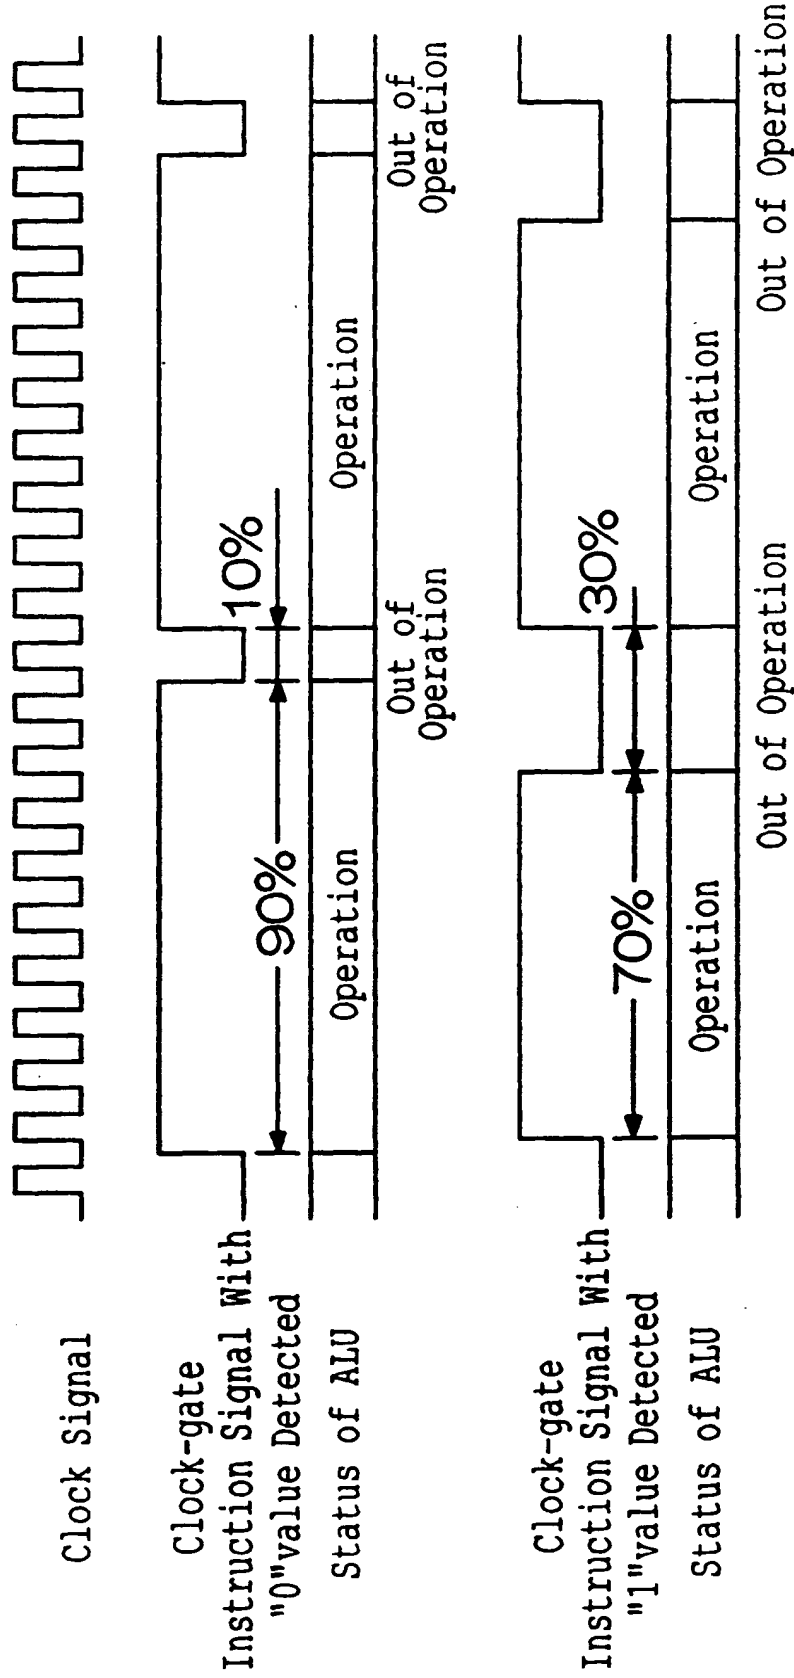 Clock Signal
Clock-gate
Instruction Signal With
"0"value Detected
90%
10%
Status of ALU
Operation
Operation
Out of
Operation
Out of
Operation
Clock-gate
Instruction Signal With
"1"value Detected
70%
30%
Status of ALU
Operation
Operation
Out of Operation
Out of Operation